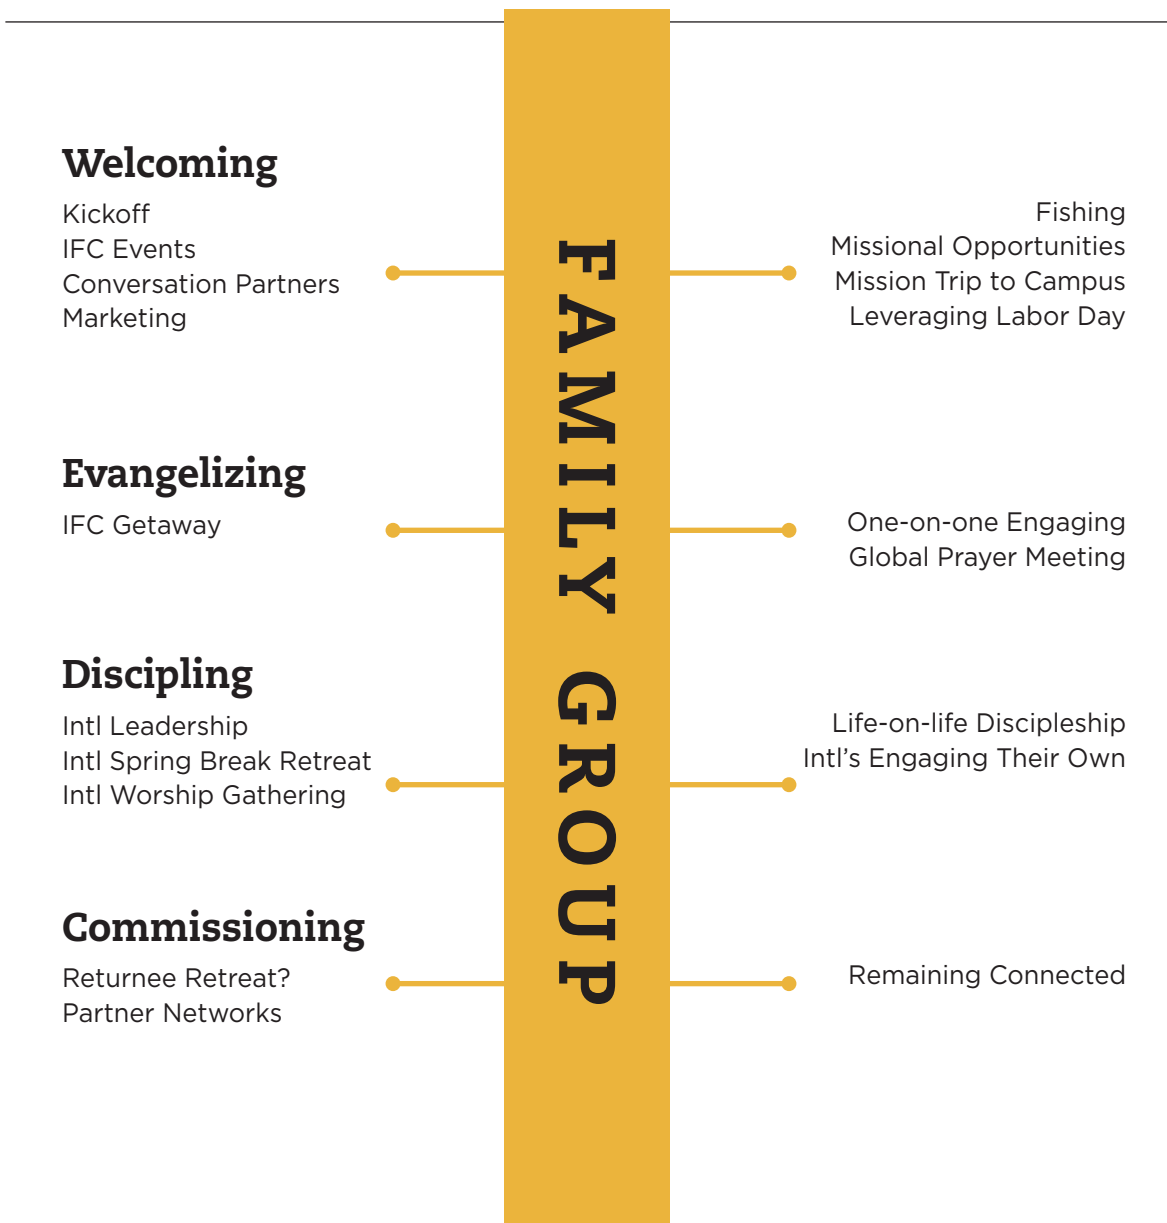 Welcoming
Kickoff
IFC Events
Conversation Partners
Marketing
Fishing
Missional Opportunities
Mission Trip to Campus
Leveraging Labor Day
FAMILY GROUP
Evangelizing
IFC Getaway
One-on-one Engaging
Global Prayer Meeting
Discipling
Intl Leadership
Intl Spring Break Retreat
Intl Worship Gathering
Life-on-life Discipleship
Intl’s Engaging Their Own
Commissioning
Returnee Retreat?
Partner Networks
Remaining Connected